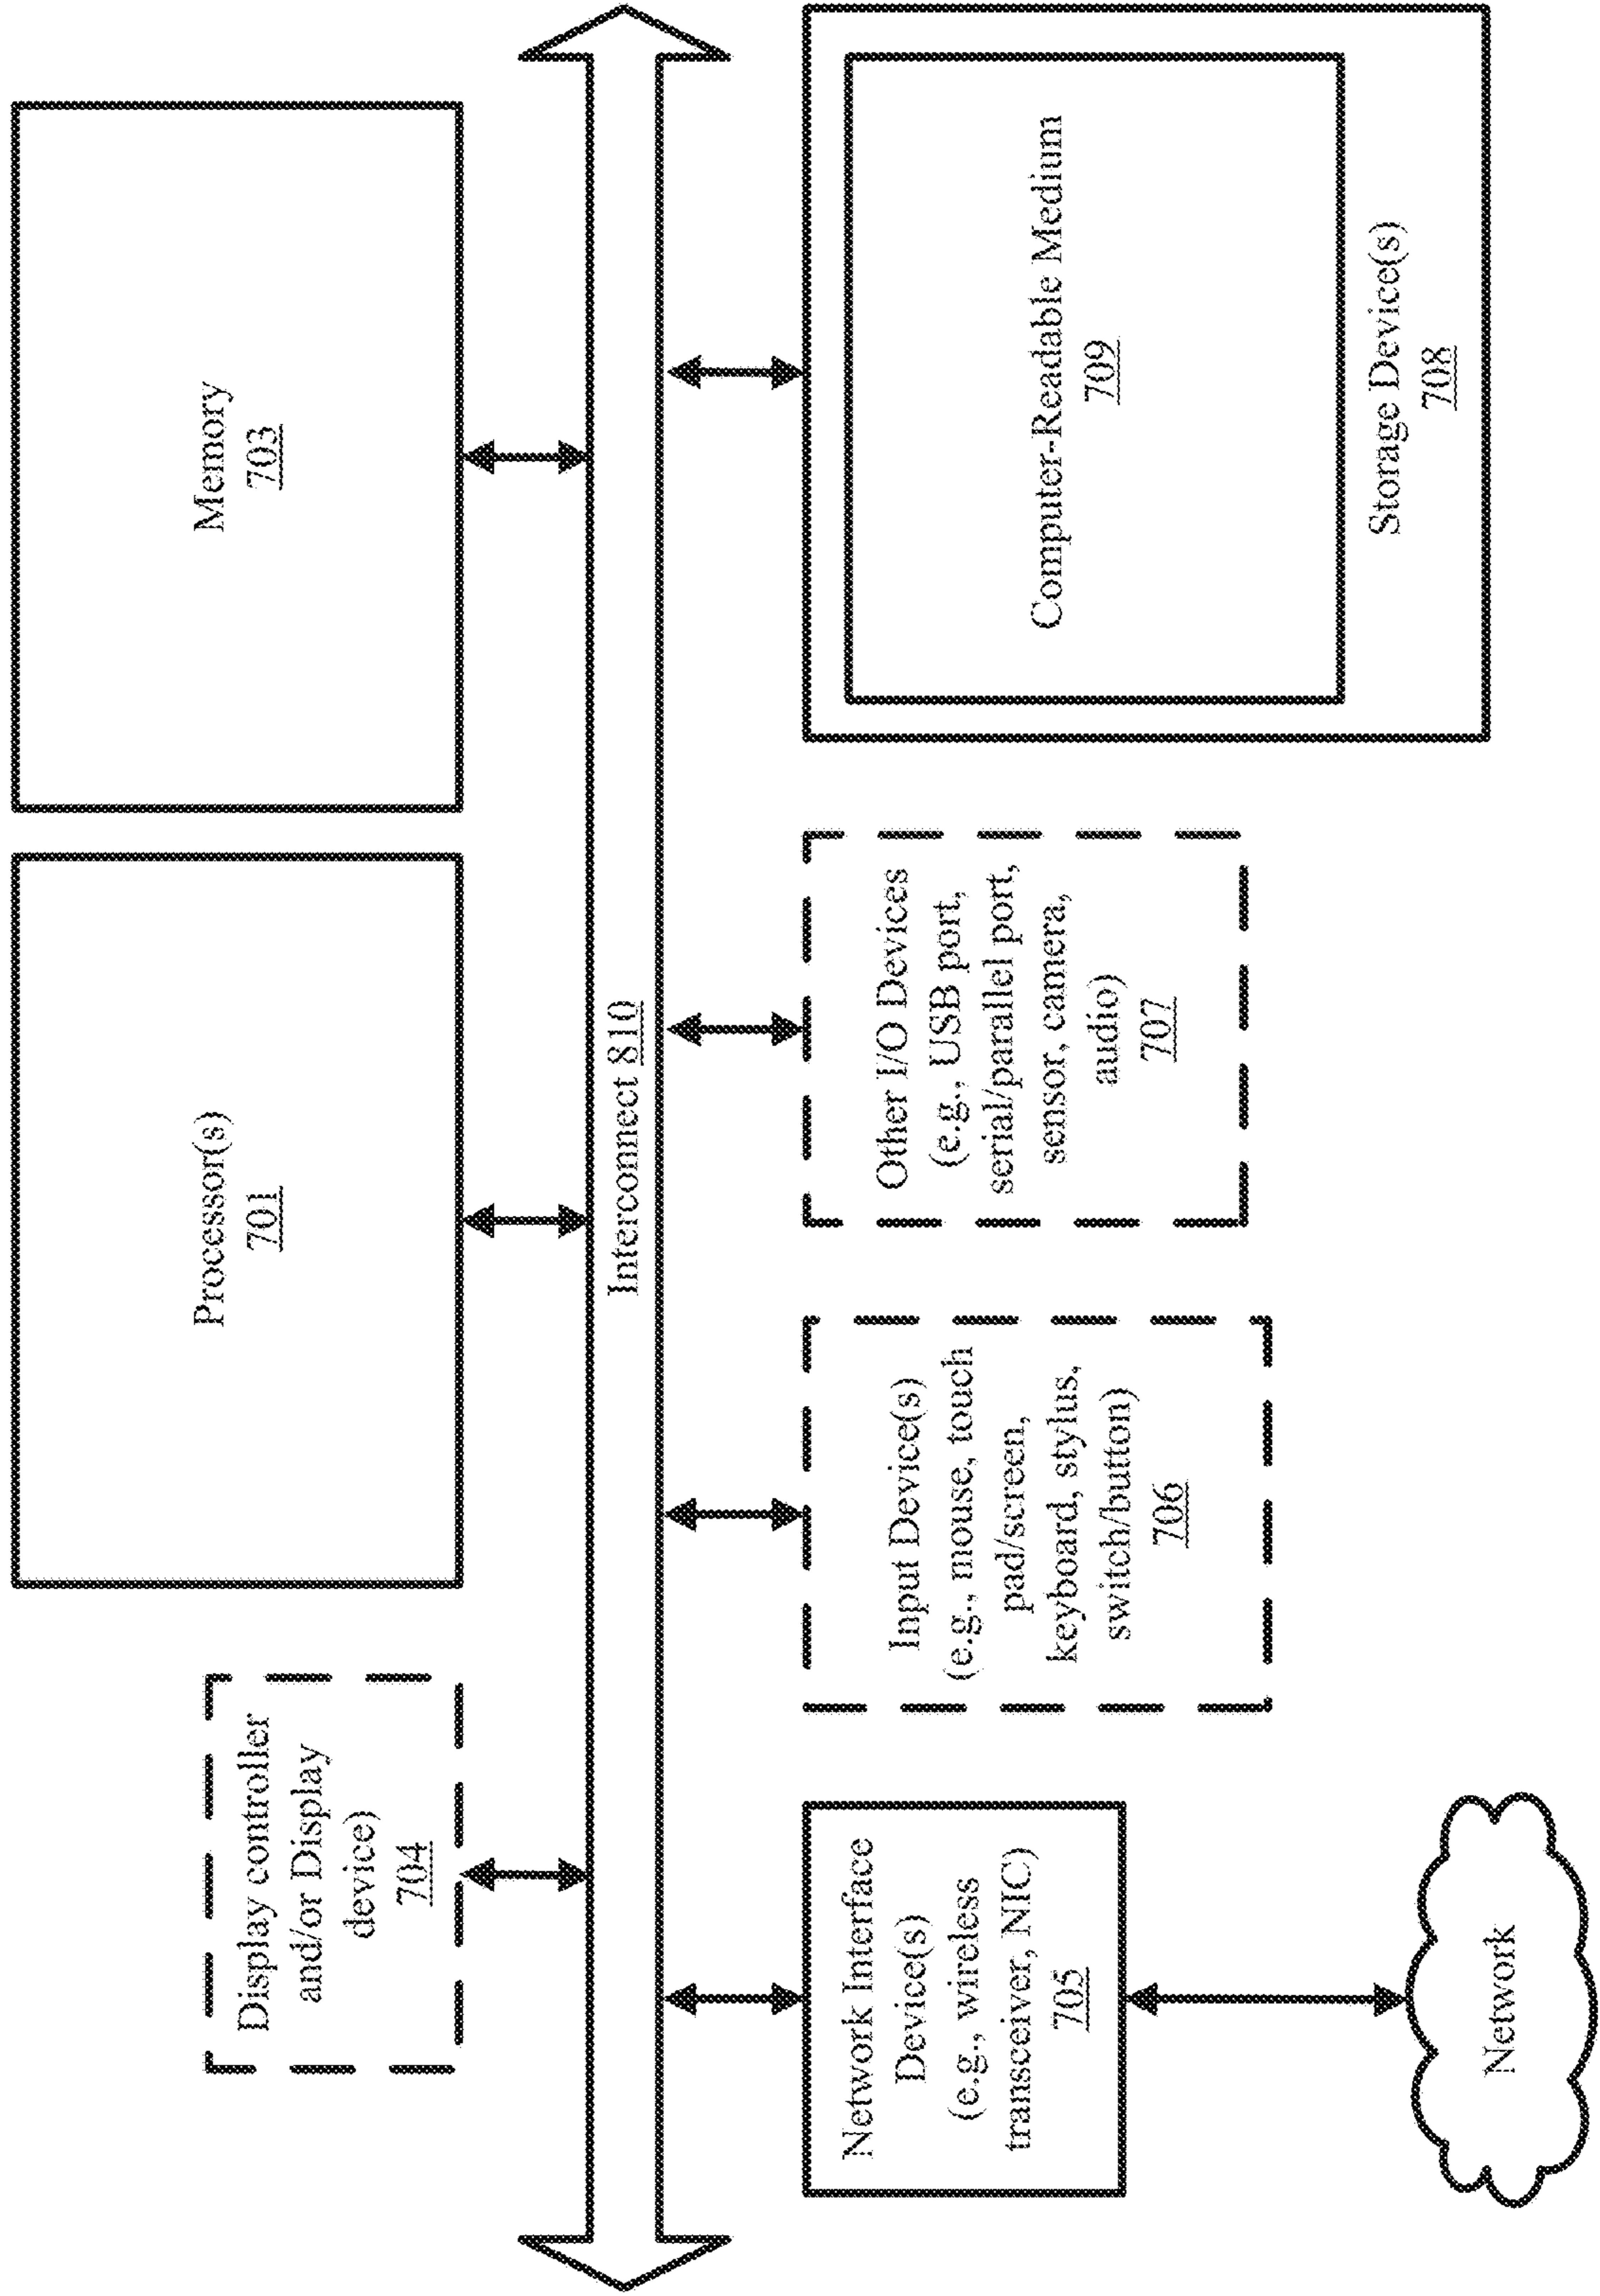 Display controller
and/or Display
device)
704
Processor(s)
701
Memory
703
Interconnect 810
Network Interface
Device(s)
(e.g., wireless
transceiver, NIC)
705
Input Device(s)
(e.g., mouse, touch
pad/screen,
keyboard, stylus,
switch/button)
706
Other I/O Devices
(e.g., USB port,
serial/parallel port,
sensor, camera,
audio)
707
Computer-Readable Medium
709
Storage Device(s)
708
Network